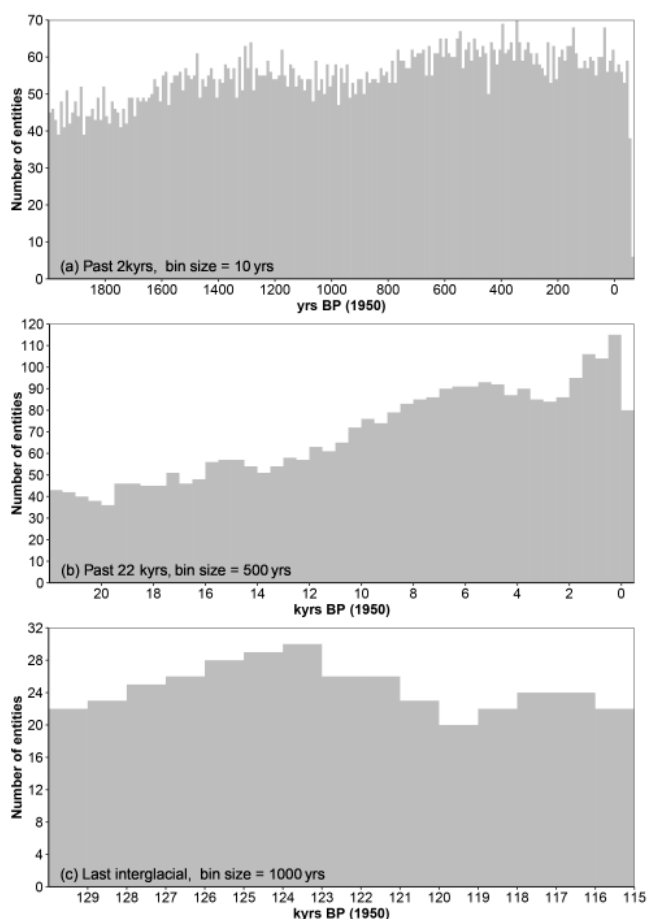 70
60
50
40
30
20
10
0
Number of entities
(a) Past 2kyrs, bin size = 10 yrs
1800 1600 1400 1200 1000 800 600 400 200 0
yrs BP (1950)
120
110
100
90
80
70
60
50
40
30
20
10
0
Number of entities
(b) Past 22 kyrs, bin size = 500 yrs
20 18 16 14 12 10 8 6 4 2 0
kyrs BP (1950)
32
28
24
20
16
12
8
4
0
Number of entities
(c) Last interglacial, bin size = 1000 yrs
129 128 127 126 125 124 123 122 121 120 119 118 117 116 115
kyrs BP (1950)